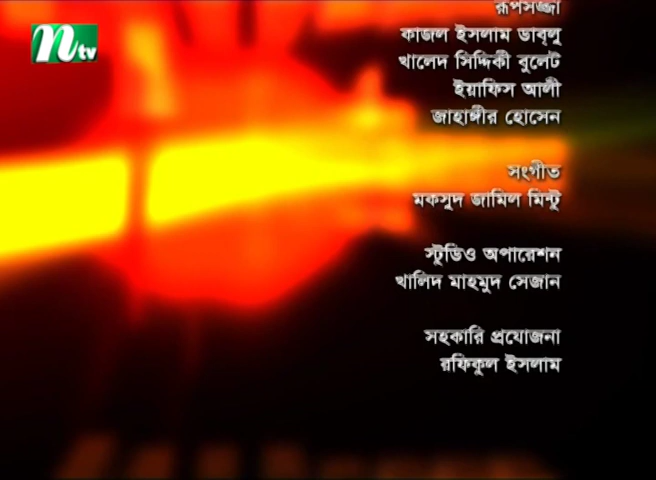 ntv
রূপসজ্জা
কাজল ইসলাম ডাবলু
খালেদ সিদ্দিকী বুলেট
ইয়াফিস আলী
জাহাঙ্গীর হোসেন
সংগীত
মকসুদ জামিল মিন্টু
স্টুডিও অপারেশন
খালিদ মাহমুদ সেজান
সহকারি প্রযোজনা
রফিকুল ইসলাম